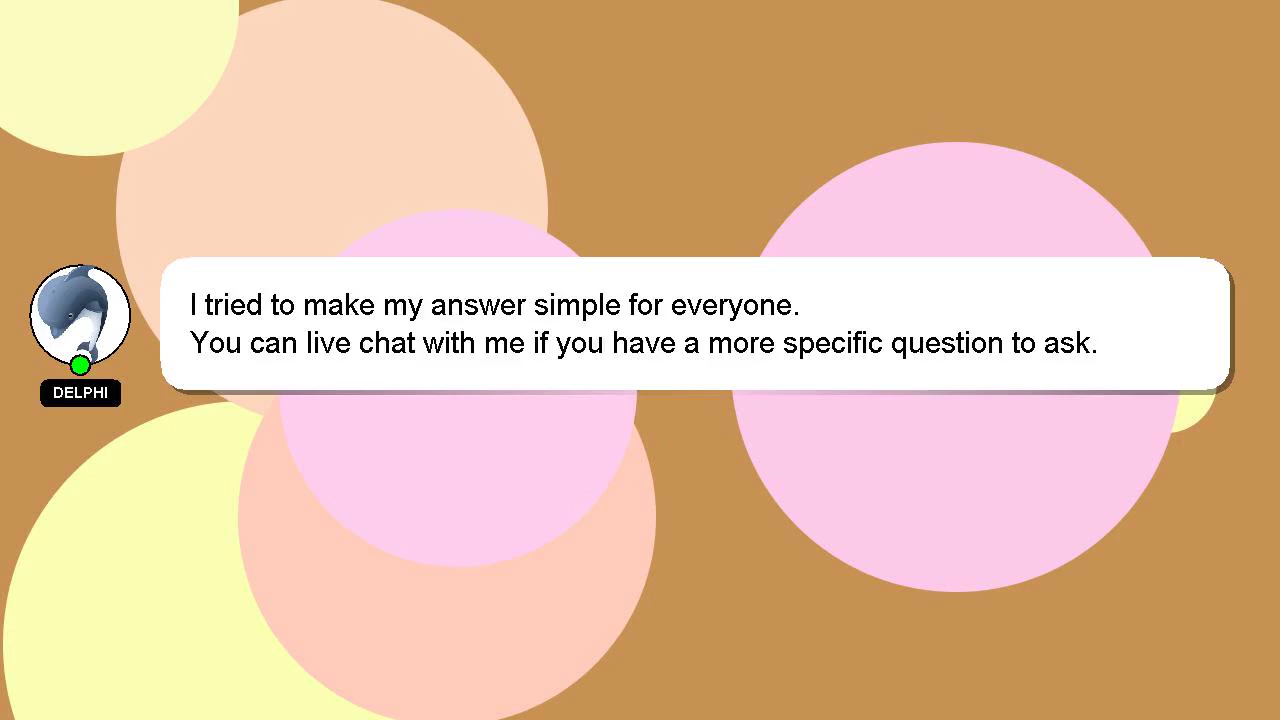 I tried to make my answer simple for everyone.
You can live chat with me if you have a more specific question to ask.
DELPHI